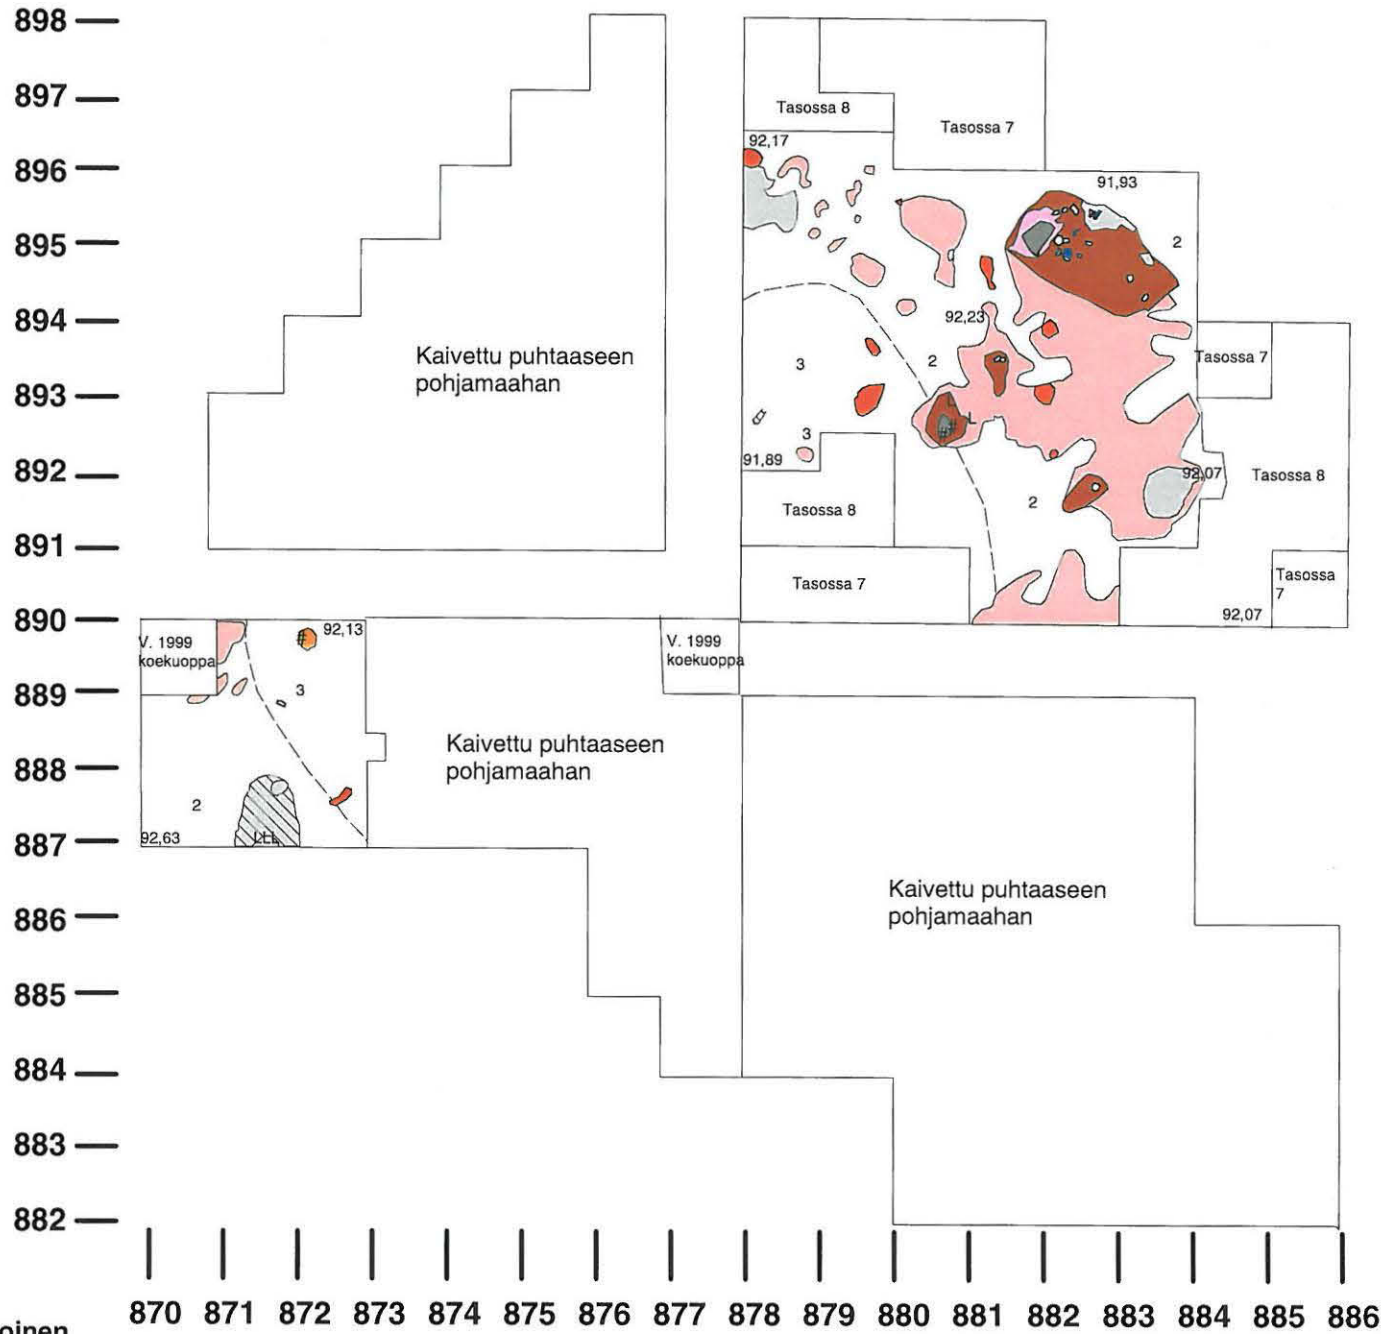 898
897
896
895
894
893
892
891
890
889
888
887
886
885
884
883
882
Tasossa 8
Tasossa 7
92,17
91,93
2
92,23
3
2
Tasossa 7
Kaivettu puhtaaseen
pohjamaahan
L
3
91,89
92,07
Tasossa 8
2
Tasossa 8
Tasossa 7
Tasossa
7
92,07
V. 1999
koekuoppa
92,13
3
V. 1999
koekuoppa
Kaivettu puhtaaseen
pohjamaahan
2
92,63
LLL
Kaivettu puhtaaseen
pohjamaahan
870 871 872 873 874 875 876 877 878 879 880 881 882 883 884 885 886